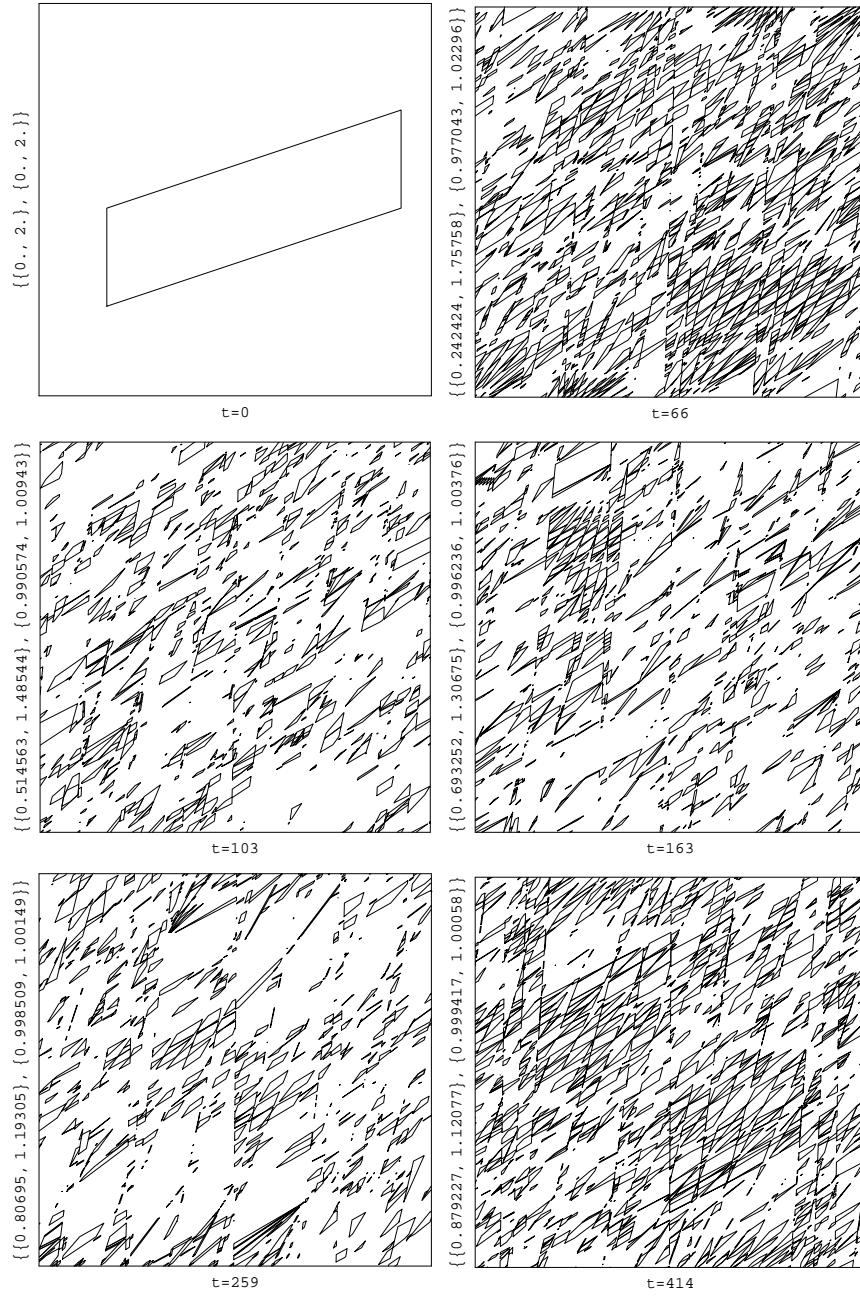 {{0., 2.}, {0., 2.}}
t=0
{{0.242424, 1.75758}, {0.977043, 1.02296}}
t=66
{{0.514563, 1.48544}, {0.990574, 1.00943}}
t=103
{{0.693252, 1.30675}, {0.996236, 1.00376}}
t=163
{{0.80695, 1.19305}, {0.998509, 1.00149}}
t=259
{{0.879227, 1.12077}, {0.999417, 1.00058}}
t=414